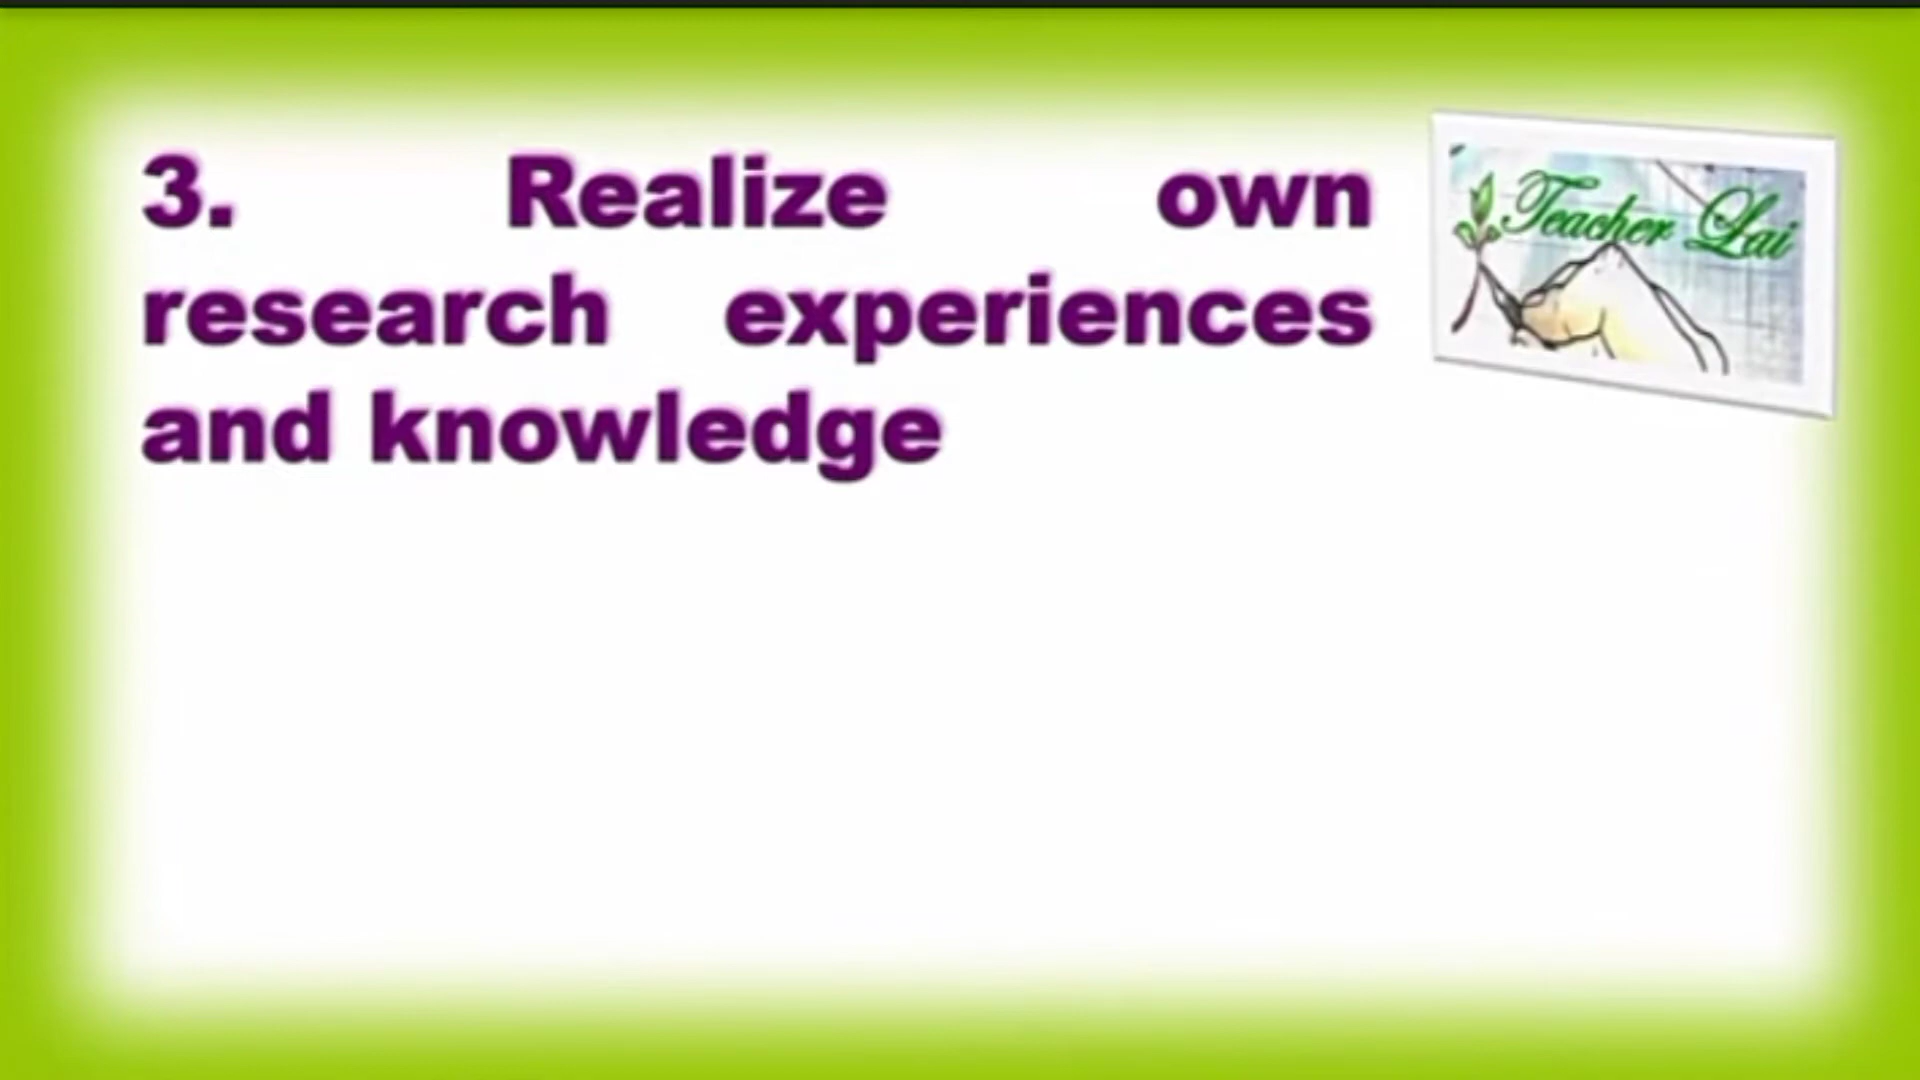 3. Realize own
research experiences
and knowledge
Teacher Lai